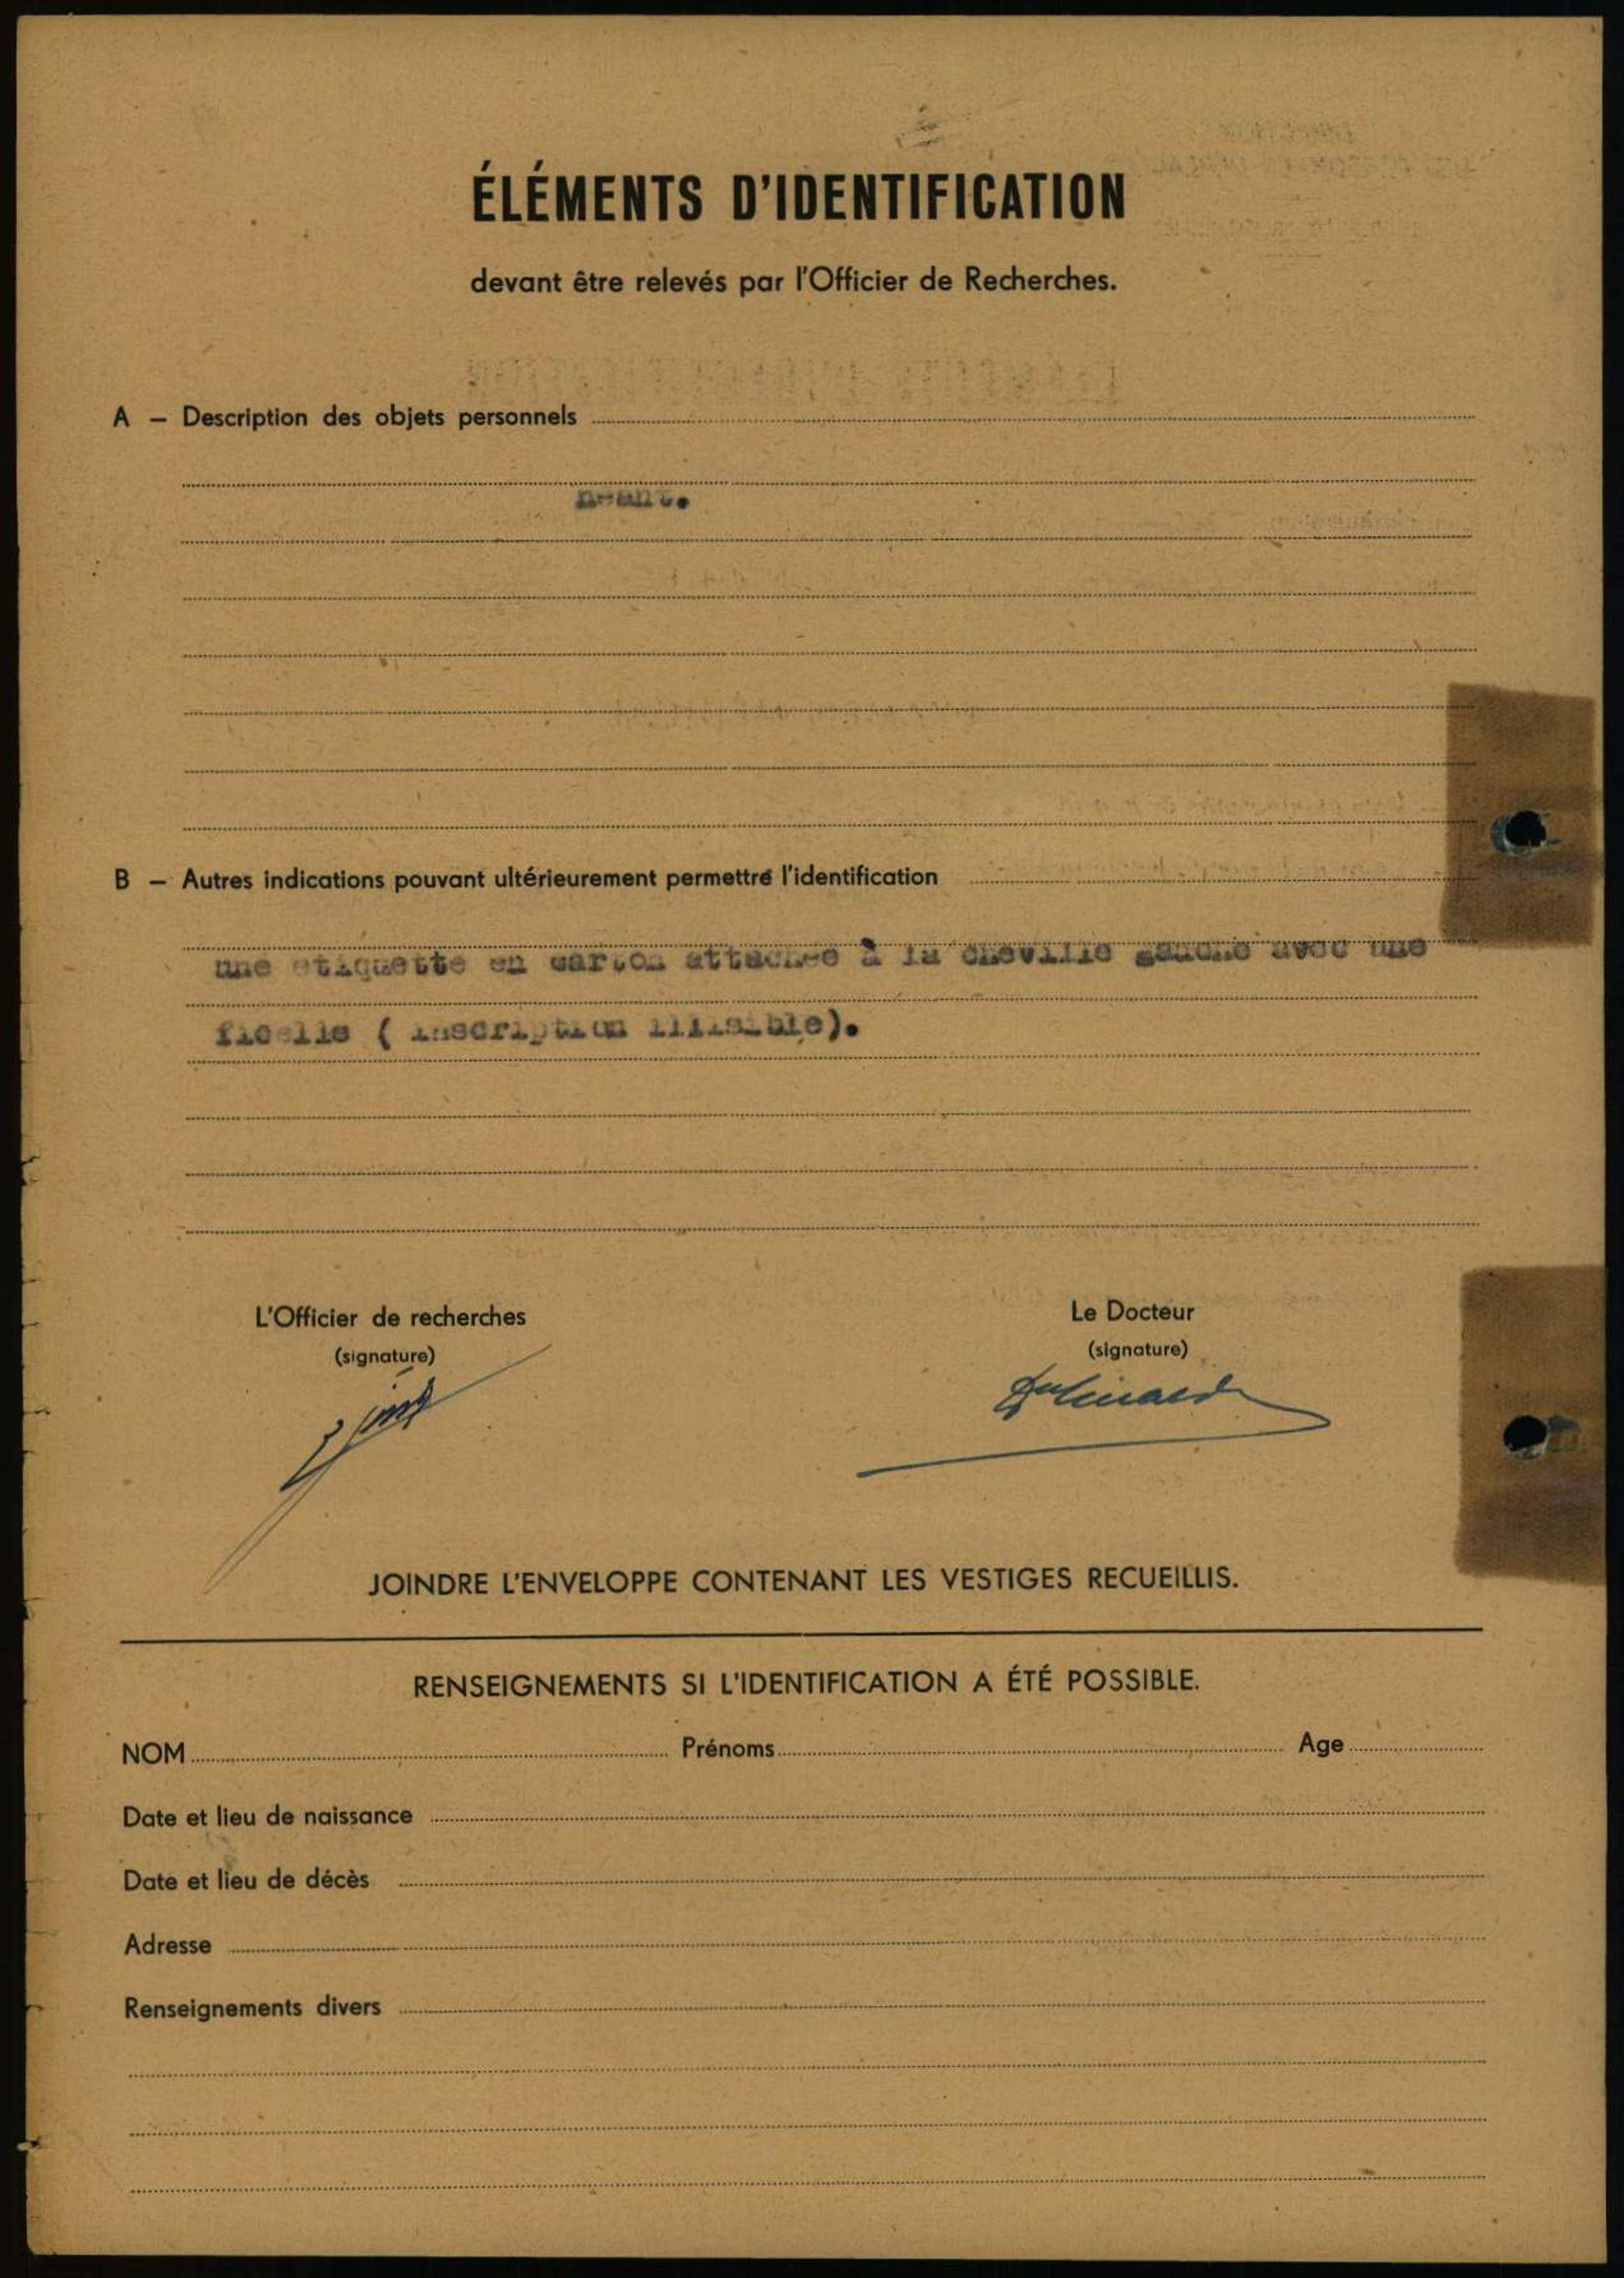 ÉLÉMENTS D'IDENTIFICATION
devant être relevés par l'Officier de Recherches.
A — Description des objets personnels
néant.
B — Autres indications pouvant ultérieurement permettre l'identification
une etiquette en carton attachée à la cheville gauche avec une
ficelle ( inscription illisible).
L'Officier de recherches
(signature)
Le Docteur
(signature)
JOINDRE L'ENVELOPPE CONTENANT LES VESTIGES RECUEILLIS.
RENSEIGNEMENTS SI L'IDENTIFICATION A ÉTÉ POSSIBLE.
NOM Prénoms Age
Date et lieu de naissance
Date et lieu de décès
Adresse
Renseignements divers